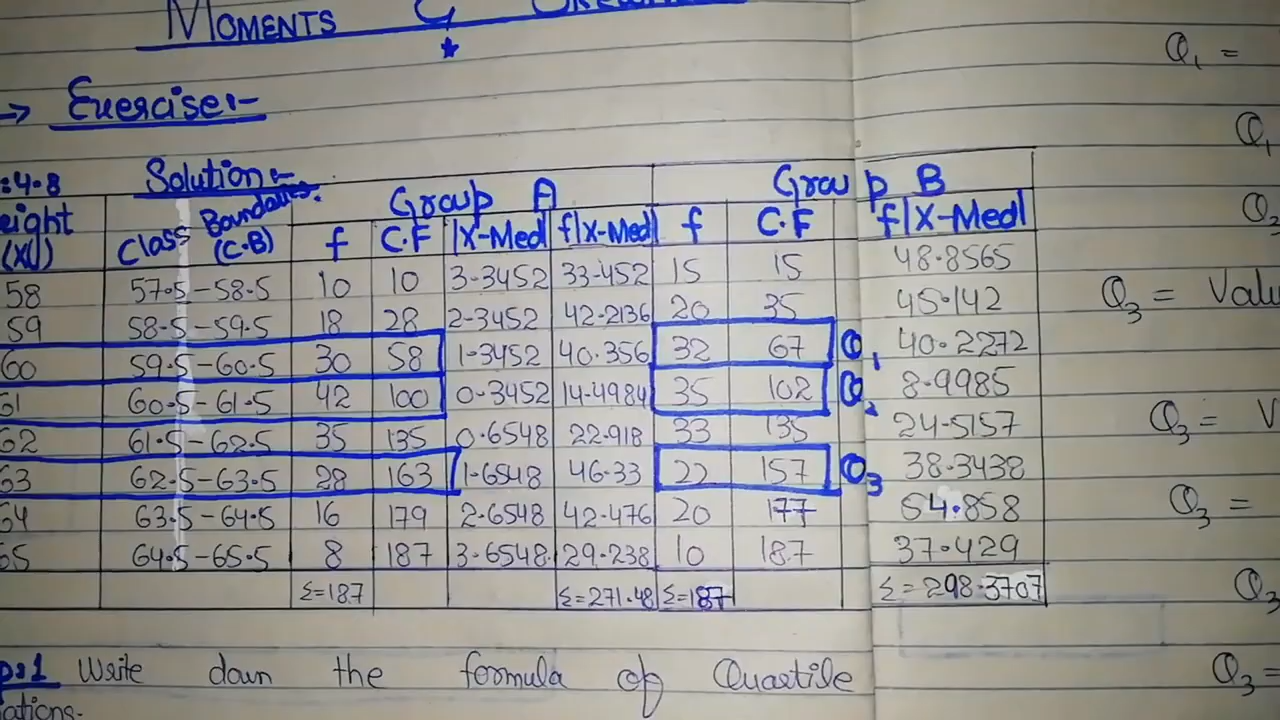 MOMENTS &
Q₁ =
→ Exercise:-
Q₁
:4.8 Solution:-
Group A Group B
eight (X) Class Boundaries. (C.B) f C.F |X-Med| f|X-Med| f C.F f|X-Med|
58 57.5-58.5 10 10 3.3452 33.452 15 15 48.8565
59 58.5-59.5 18 28 2.3452 42.2136 20 35 45.142
60 59.5-60.5 30 58 1.3452 40.356 32 67 Q₁ 40.2272
61 60.5-61.5 42 100 0.3452 14.4984 35 102 Q₂ 8.9985
62 61.5-62.5 35 135 0.6548 22.918 33 135 24.5157
63 62.5-63.5 28 163 1.6548 46.33 22 157 Q₃ 38.3438
64 63.5-64.5 16 179 2.6548 42.476 20 177 54.858
65 64.5-65.5 8 187 3.6548 29.238 10 187 37.429
Σ=187 Σ=271.48 Σ=187 Σ=298.3707
Q₂
Q₃ = Valu
Q₃ = V
Q₃ =
Q₃
Q₃ =
p:1 Write down the formula of Quartile
ations.